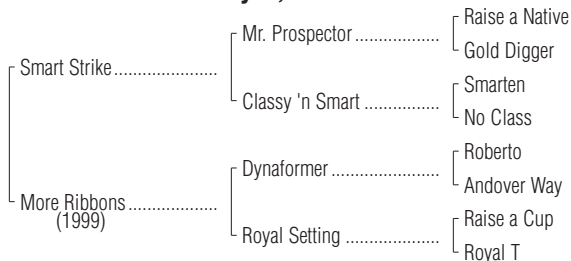 Raise a Native
Mr. Prospector ..................
Gold Digger
Smart Strike......................
Smarten
Classy 'n Smart ................
No Class
Roberto
Dynaformer ......................
Andover Way
More Ribbons ...................
(1999)
Raise a Cup
Royal Setting ....................
Royal T